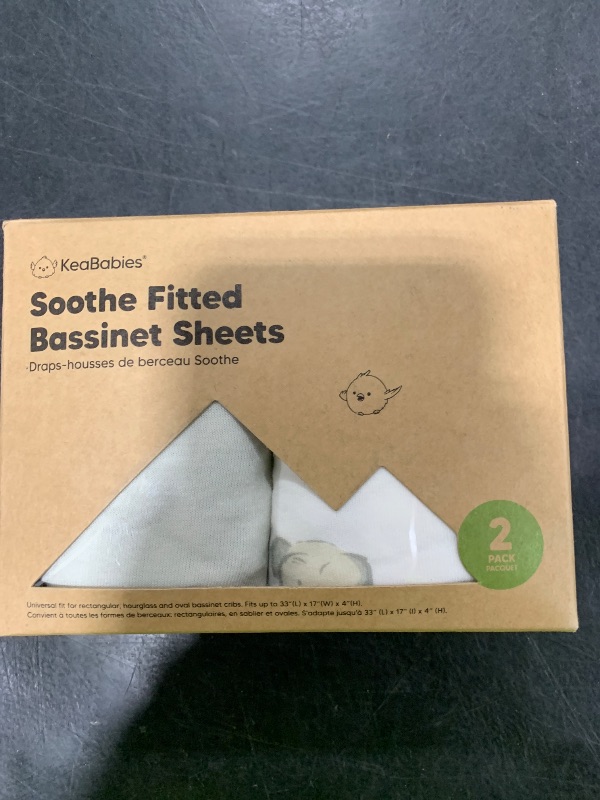 KeaBabies®
Soothe Fitted
Bassinet Sheets
Draps-housses de berceau Soothe
2
PACK
PACQUET
Universal fit for rectangular, hourglass and oval bassinet cribs. Fits up to 33"(L) x 17"(W) x 4"(H).
Convient à toutes les formes de berceaux: rectangulaires, en sablier et ovales. S'adapte jusqu'à 33" (L) x 17" (l) x 4" (H).